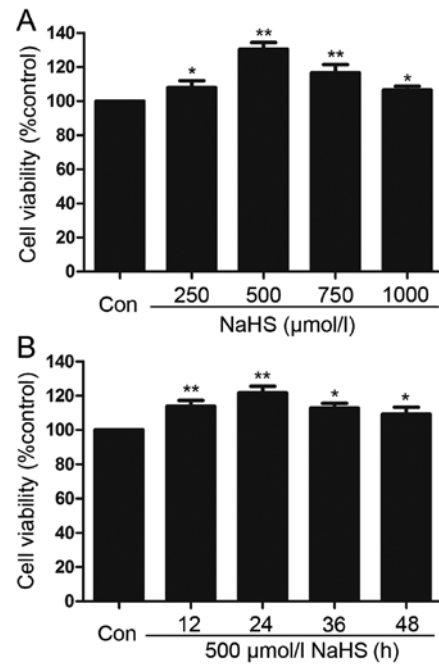 A
Cell viability (%control)
140
120
100
80
60
40
20
0
* ** ** *
Con 250 500 750 1000
NaHS (μmol/l)
B
Cell viability (%control)
140
120
100
80
60
40
20
0
** ** * *
Con 12 24 36 48
500 μmol/l NaHS (h)